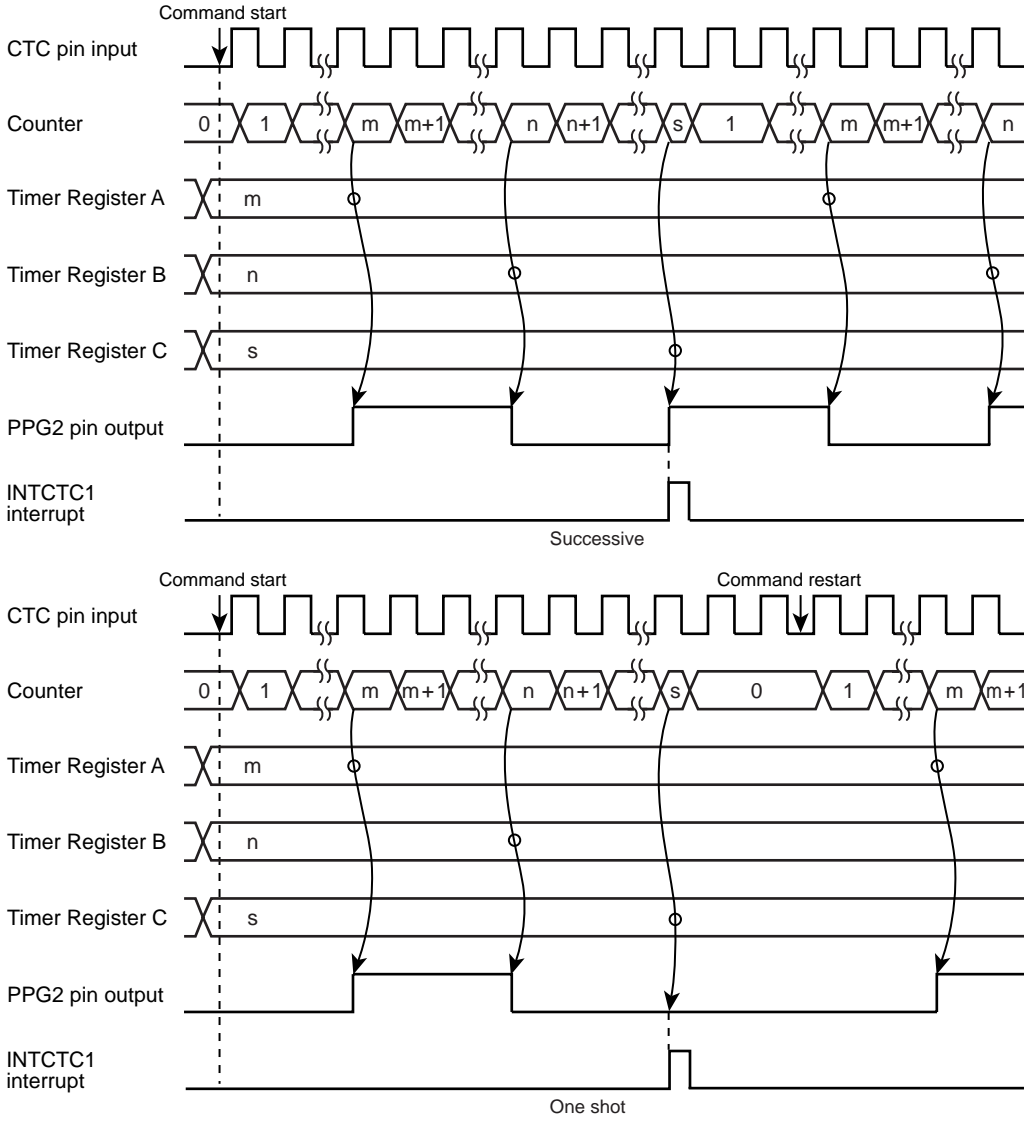 Command start
CTC pin input
Counter 0 1 m m+1 n n+1 s 1 m m+1 n
Timer Register A m
Timer Register B n
Timer Register C s
PPG2 pin output
INTCTC1
interrupt
Successive
Command start Command restart
CTC pin input
Counter 0 1 m m+1 n n+1 s 0 1 m m+1
Timer Register A m
Timer Register B n
Timer Register C s
PPG2 pin output
INTCTC1
interrupt
One shot